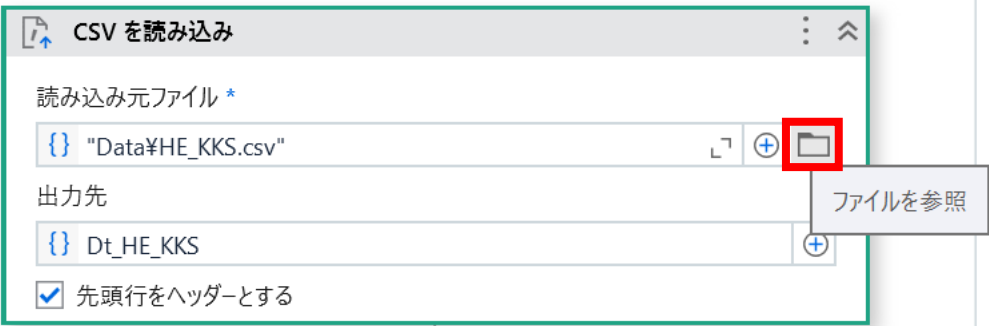 CSV を読み込み
読み込み元ファイル *
"Data¥HE_KKS.csv"
ファイルを参照
出力先
Dt_HE_KKS
先頭行をヘッダーとする